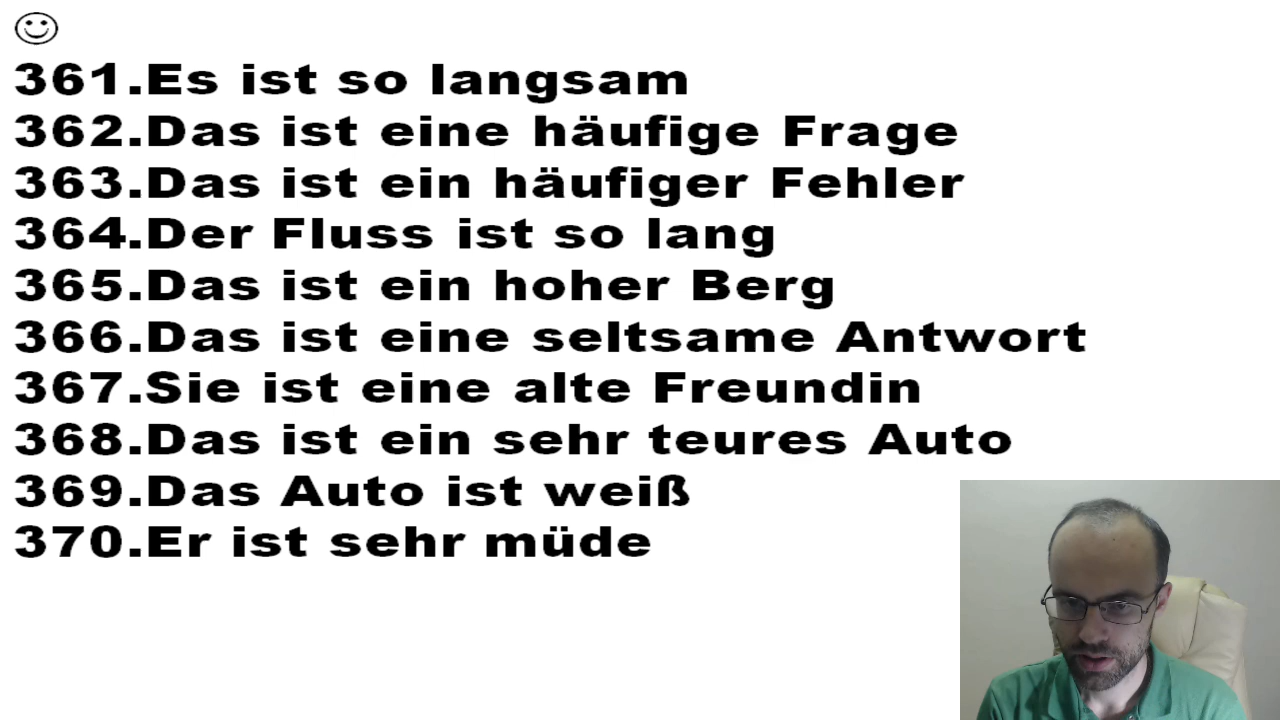 361.Es ist so langsam
362.Das ist eine häufige Frage
363.Das ist ein häufiger Fehler
364.Der Fluss ist so lang
365.Das ist ein hoher Berg
366.Das ist eine seltsame Antwort
367.Sie ist eine alte Freundin
368.Das ist ein sehr teures Auto
369.Das Auto ist weiß
370.Er ist sehr müde